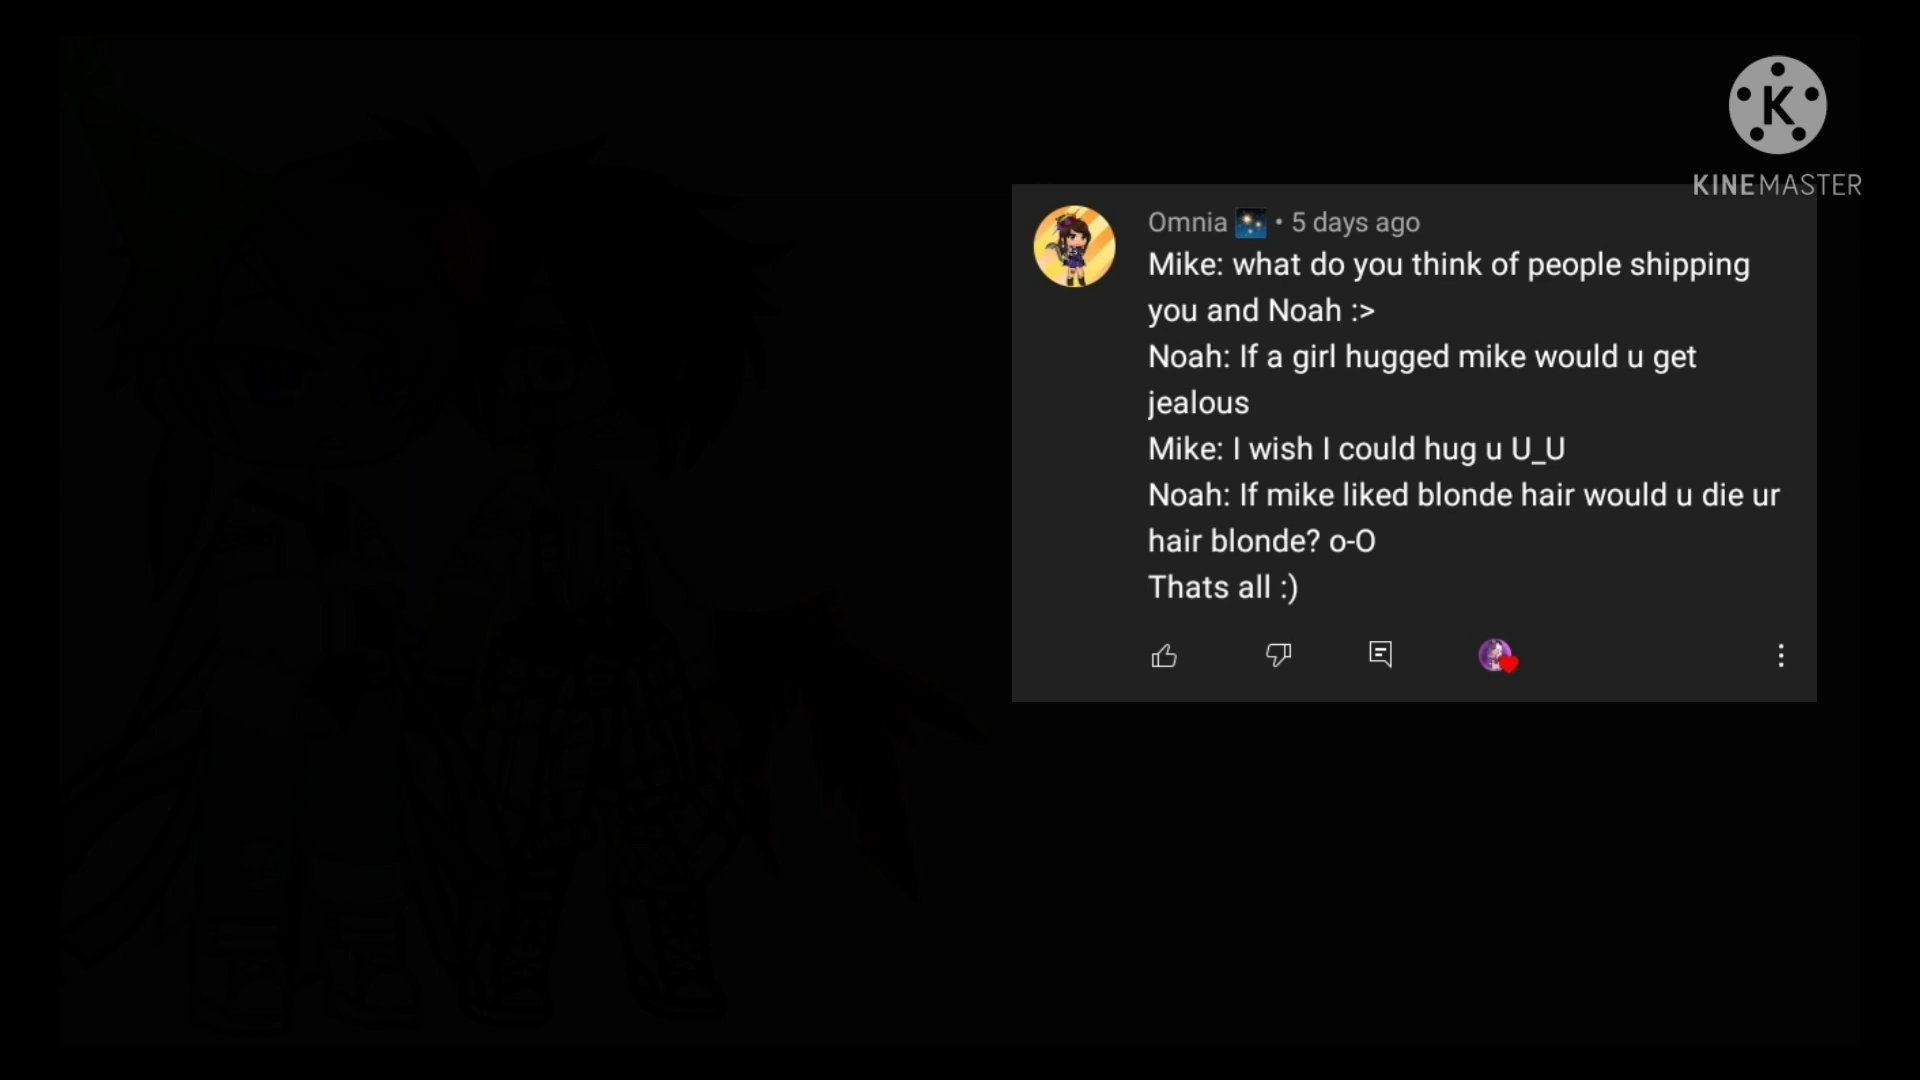 K
KINEMASTER
Omnia 🎇 • 5 days ago
Mike: what do you think of people shipping
you and Noah :>
Noah: If a girl hugged mike would u get
jealous
Mike: I wish I could hug u U_U
Noah: If mike liked blonde hair would u die ur
hair blonde? o-O
Thats all :)